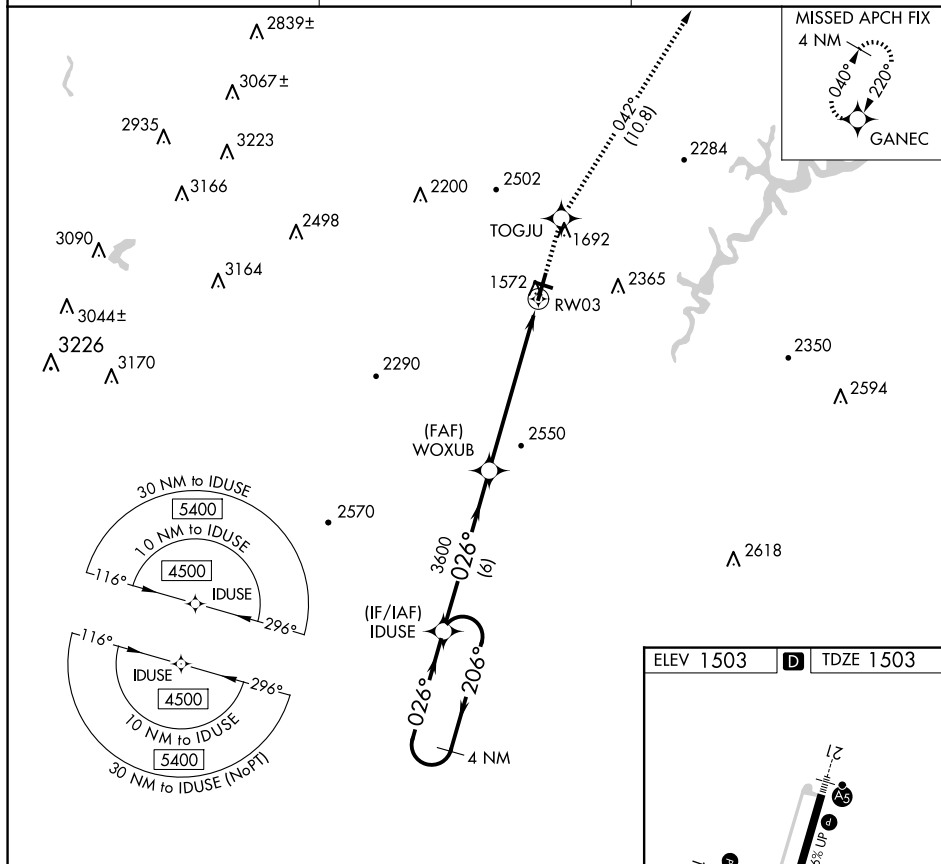 MISSED APCH FIX
4 NM
040°
220°
GANEC
2839±
3067±
2935
3223
3166
3090
2498
3164
3044±
3226
3170
2200
2502
042°
(10.8)
2284
TOGJU
1692
1572
RW03
2365
2290
2350
2594
(FAF)
WOXUB
2550
2570
2618
3600
026°
(6)
(IF/IAF)
IDUSE
026°
206°
4 NM
30 NM to IDUSE
5400
10 NM to IDUSE
4500
IDUSE
116°
296°
116°
296°
IDUSE
4500
10 NM to IDUSE
5400
30 NM to IDUSE (NoPT)
ELEV 1503 D TDZE 1503
21
A5
P
% UP